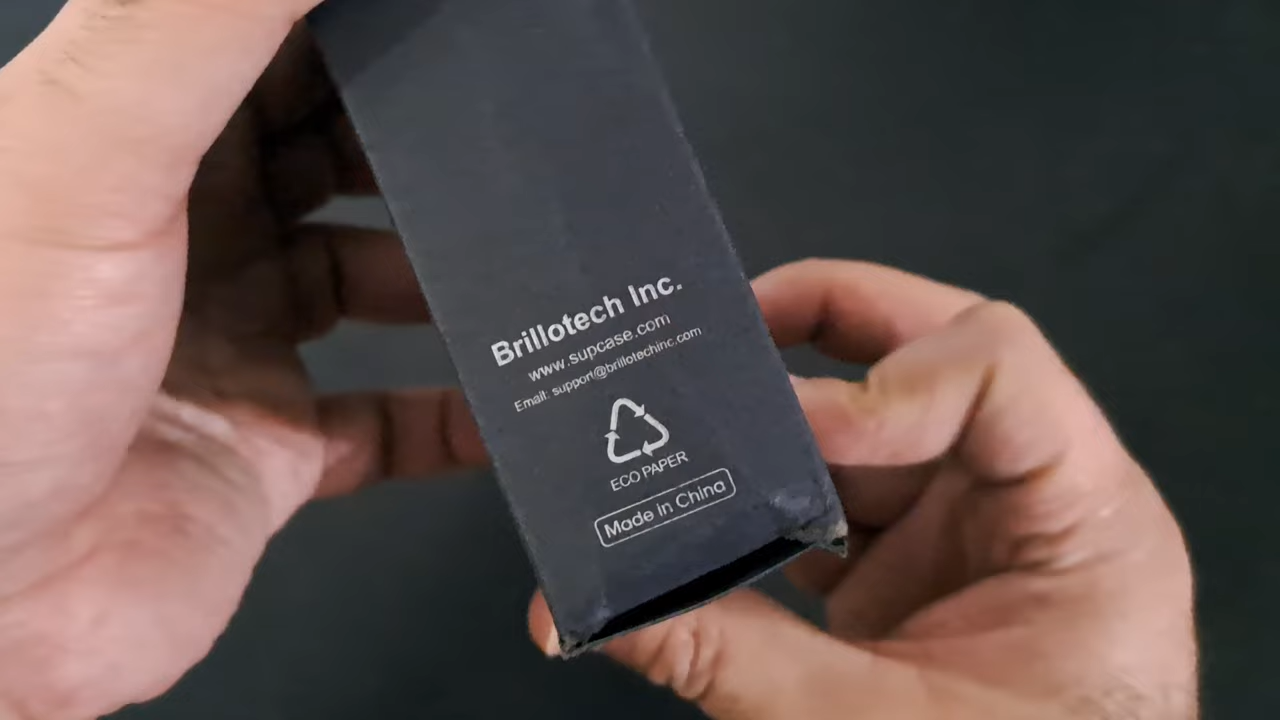 Brillotech Inc.
www.supcase.com
Email: support@brillotechinc.com
ECO PAPER
Made in China